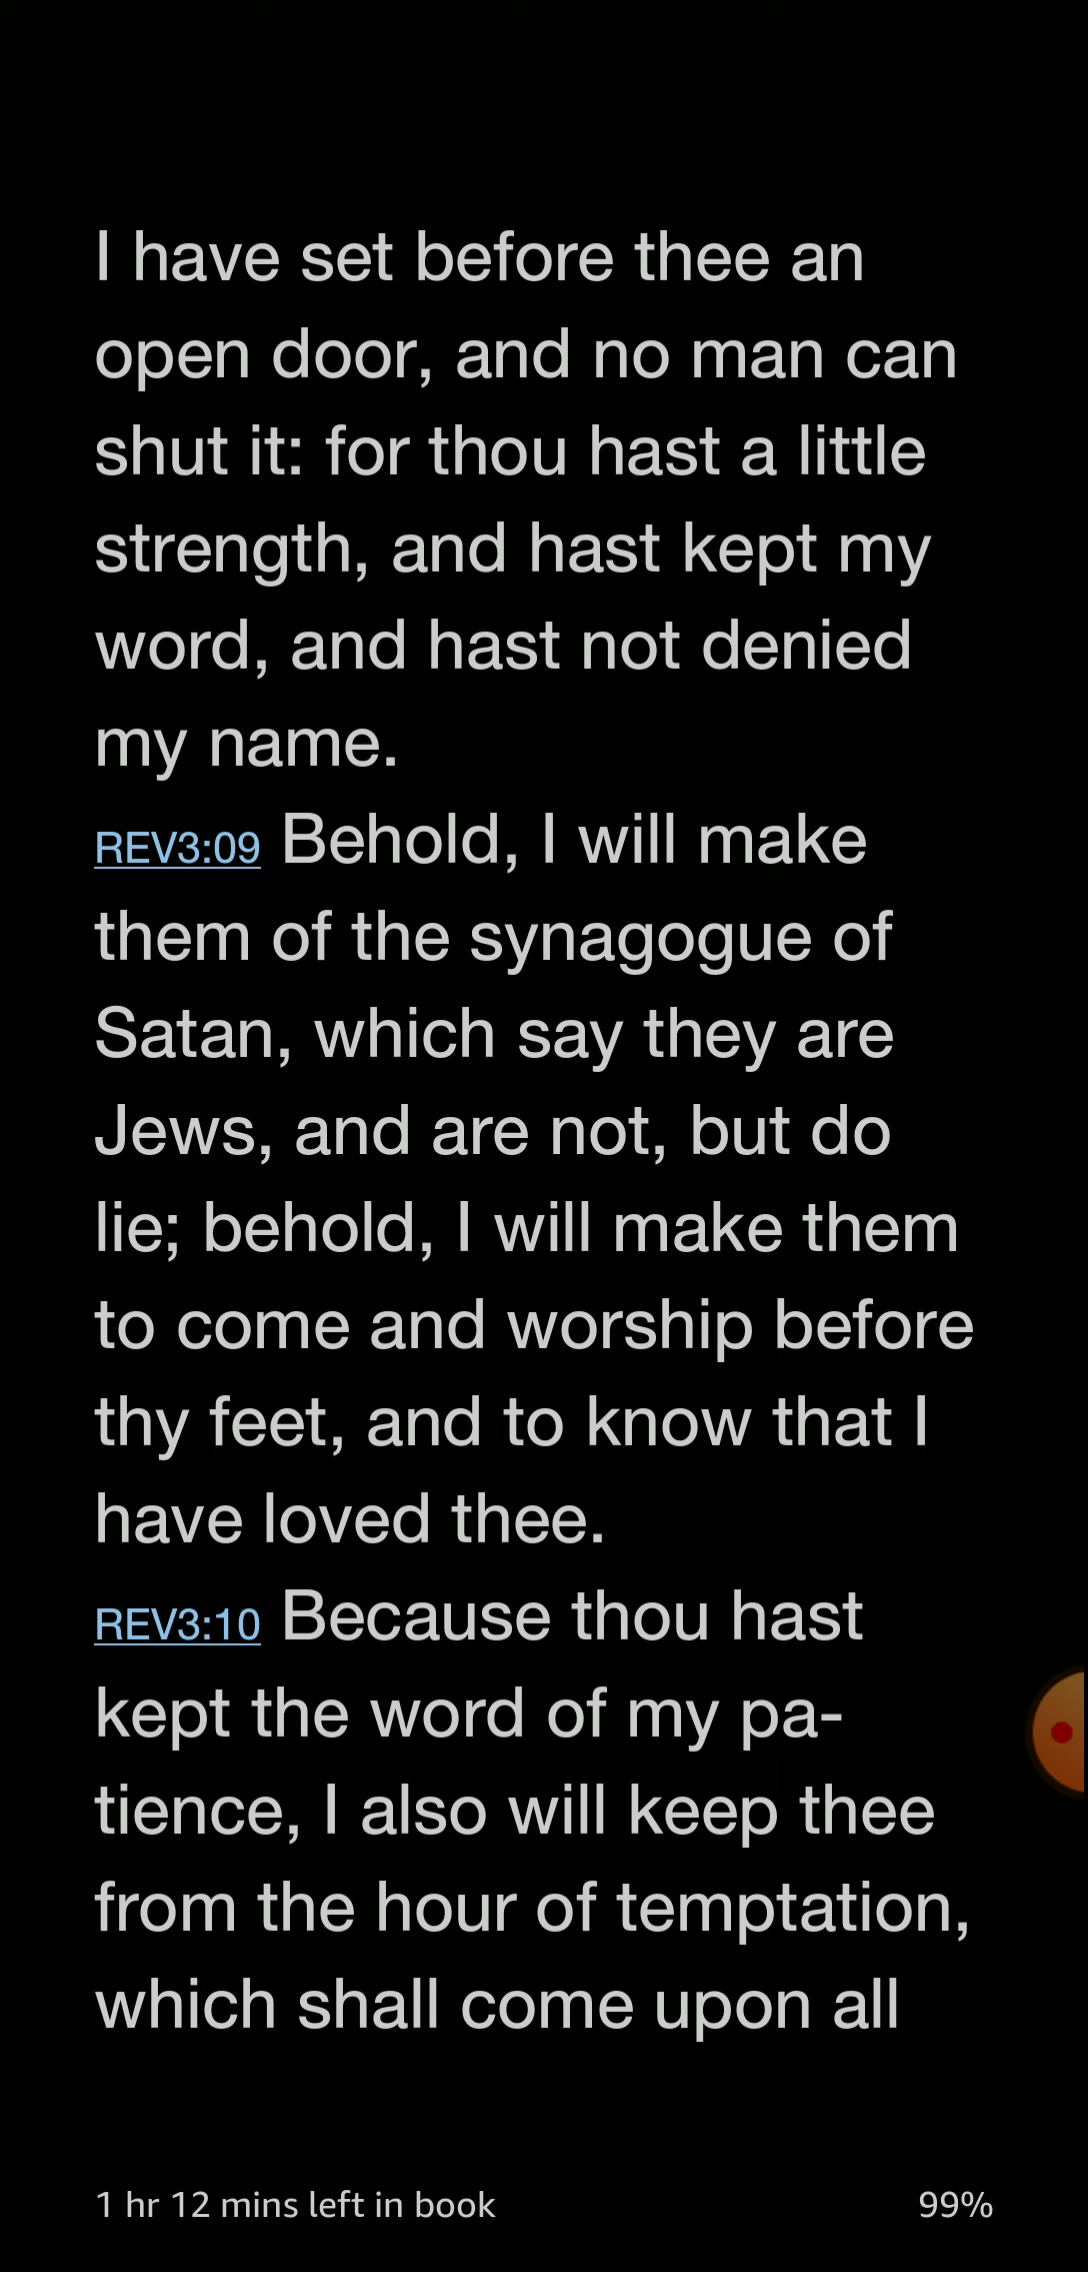 I have set before thee an
open door, and no man can
shut it: for thou hast a little
strength, and hast kept my
word, and hast not denied
my name.
REV3:09 Behold, I will make
them of the synagogue of
Satan, which say they are
Jews, and are not, but do
lie; behold, I will make them
to come and worship before
thy feet, and to know that I
have loved thee.
REV3:10 Because thou hast
kept the word of my pa-
tience, I also will keep thee
from the hour of temptation,
which shall come upon all
1 hr 12 mins left in book 99%